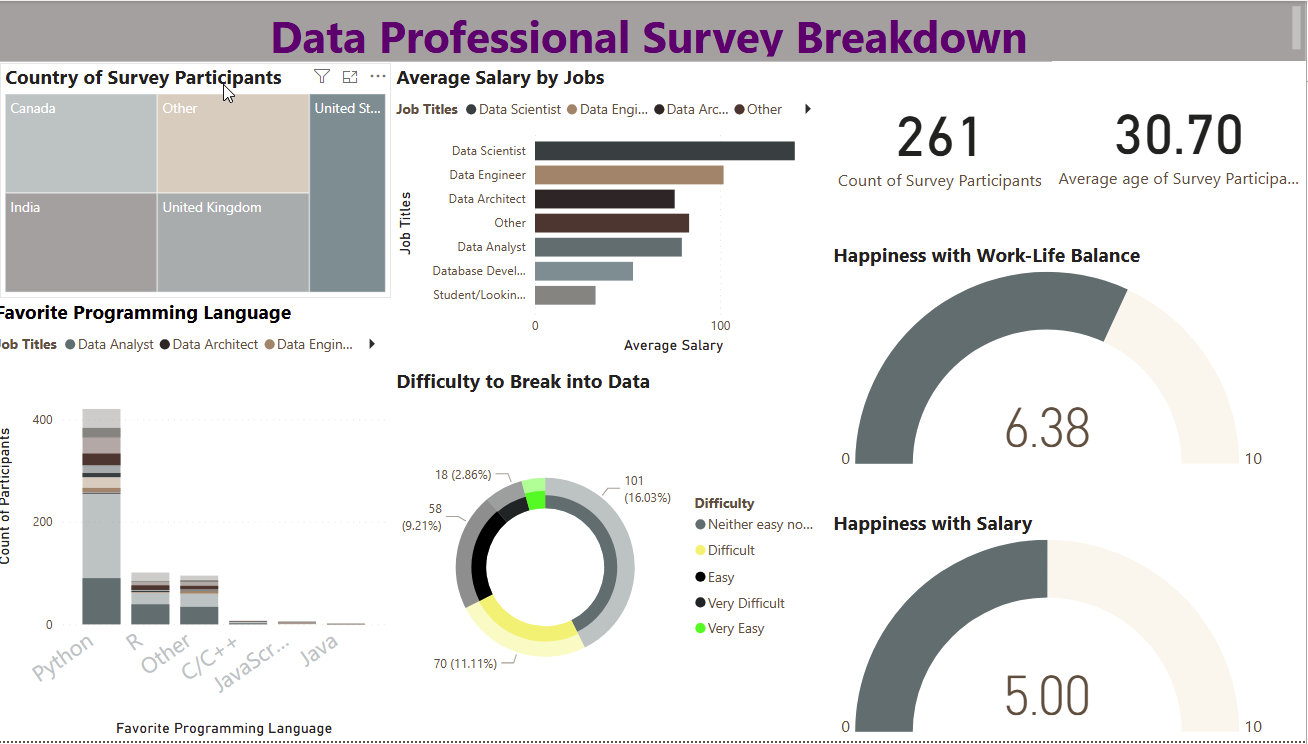 Data Professional Survey Breakdown
Country of Survey Participants
Canada
Other
United St...
India
United Kingdom
Average Salary by Jobs
Job Titles Data Scientist Data Engi... Data Arc... Other
Job Titles
Data Scientist
Data Engineer
Data Architect
Other
Data Analyst
Database Devel...
Student/Lookin...
0 100
Average Salary
261
Count of Survey Participants
30.70
Average age of Survey Participa...
Favorite Programming Language
ob Titles Data Analyst Data Architect Data Engin...
Count of Participants
400
200
0
Python
R
Other
C/C++
JavaScr...
Java
Favorite Programming Language
Difficulty to Break into Data
18 (2.86%)
101
(16.03%)
58
(9.21%)
70 (11.11%)
Difficulty
Neither easy no...
Difficult
Easy
Very Difficult
Very Easy
Happiness with Work-Life Balance
6.38
0 10
Happiness with Salary
5.00
0 10